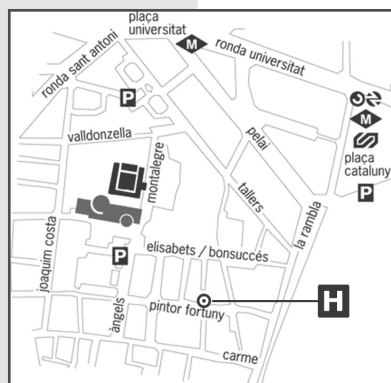 plaça
universitat
M
ronda universitat
ronda sant antoni
P
M
valldonzella
pelai
plaça
cataluny
P
montalegre
tallers
la rambla
joaquim costa
P
elisabets / bonsuccés
àngels
pintor fortuny
H
carme